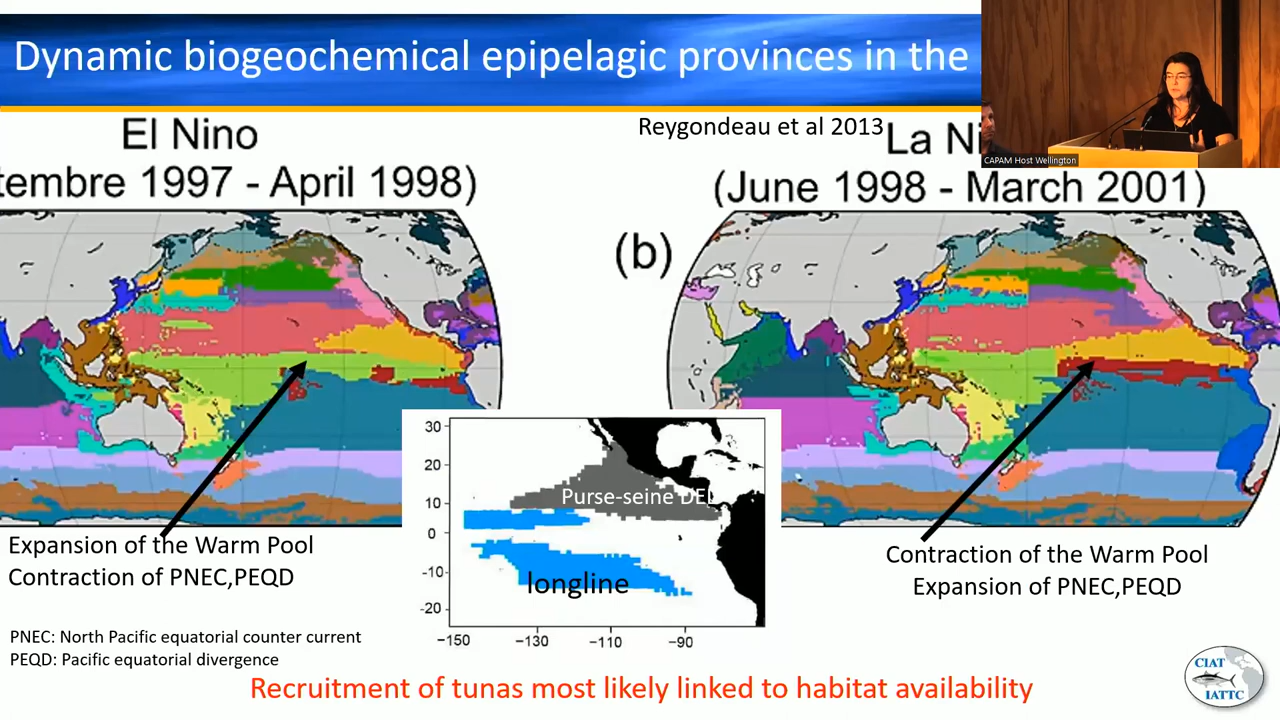 Dynamic biogeochemical epipelagic provinces in the
CAPAM Host Wellington
Reygondeau et al 2013
El Nino
tembre 1997 - April 1998)
La Ni
(June 1998 - March 2001)
(b)
30
20
10
0
-10
-20
-150
-130
-110
-90
Purse-seine DEL
longline
Expansion of the Warm Pool
Contraction of PNEC,PEQD
Contraction of the Warm Pool
Expansion of PNEC,PEQD
PNEC: North Pacific equatorial counter current
PEQD: Pacific equatorial divergence
Recruitment of tunas most likely linked to habitat availability
CIAT
IATTC